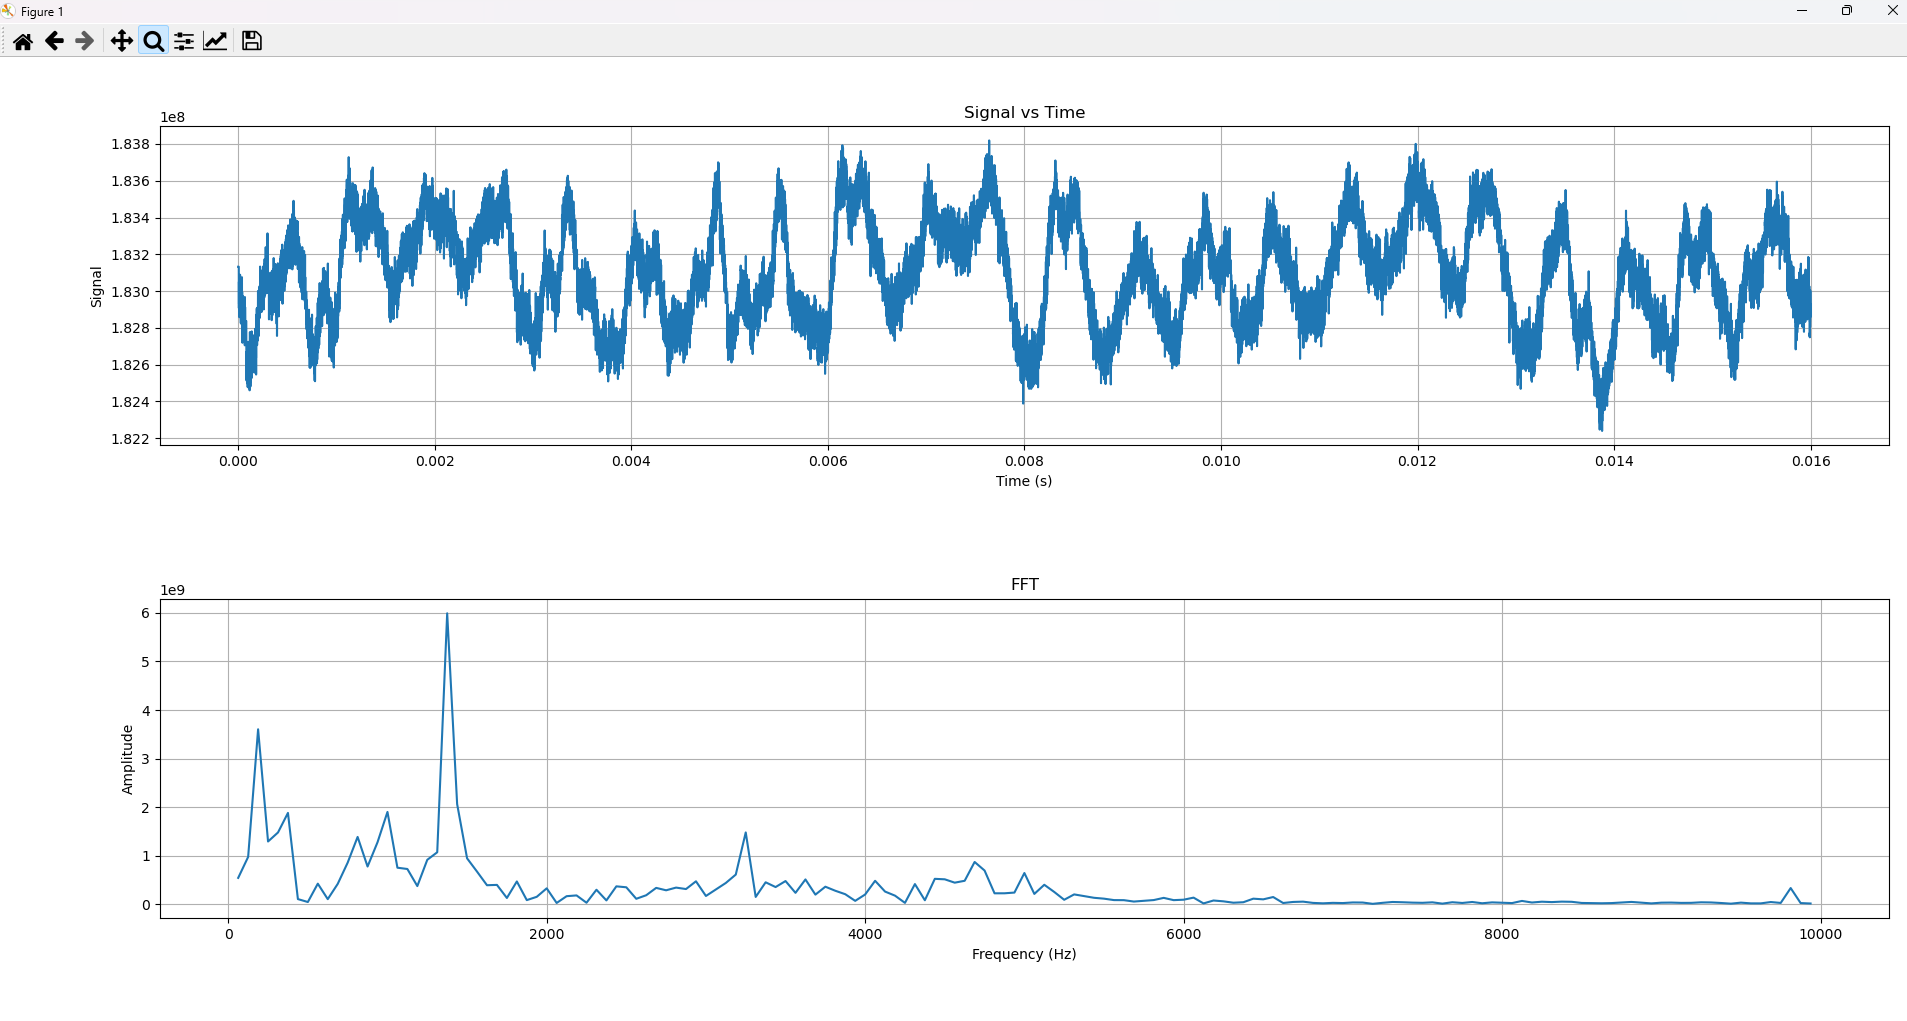 Figure 1
Signal vs Time
1e8
1.838
1.836
1.834
1.832
1.830
1.828
1.826
1.824
1.822
Signal
0.000 0.002 0.004 0.006 0.008 0.010 0.012 0.014 0.016
Time (s)
FFT
1e9
6
5
4
3
2
1
0
Amplitude
0 2000 4000 6000 8000 10000
Frequency (Hz)